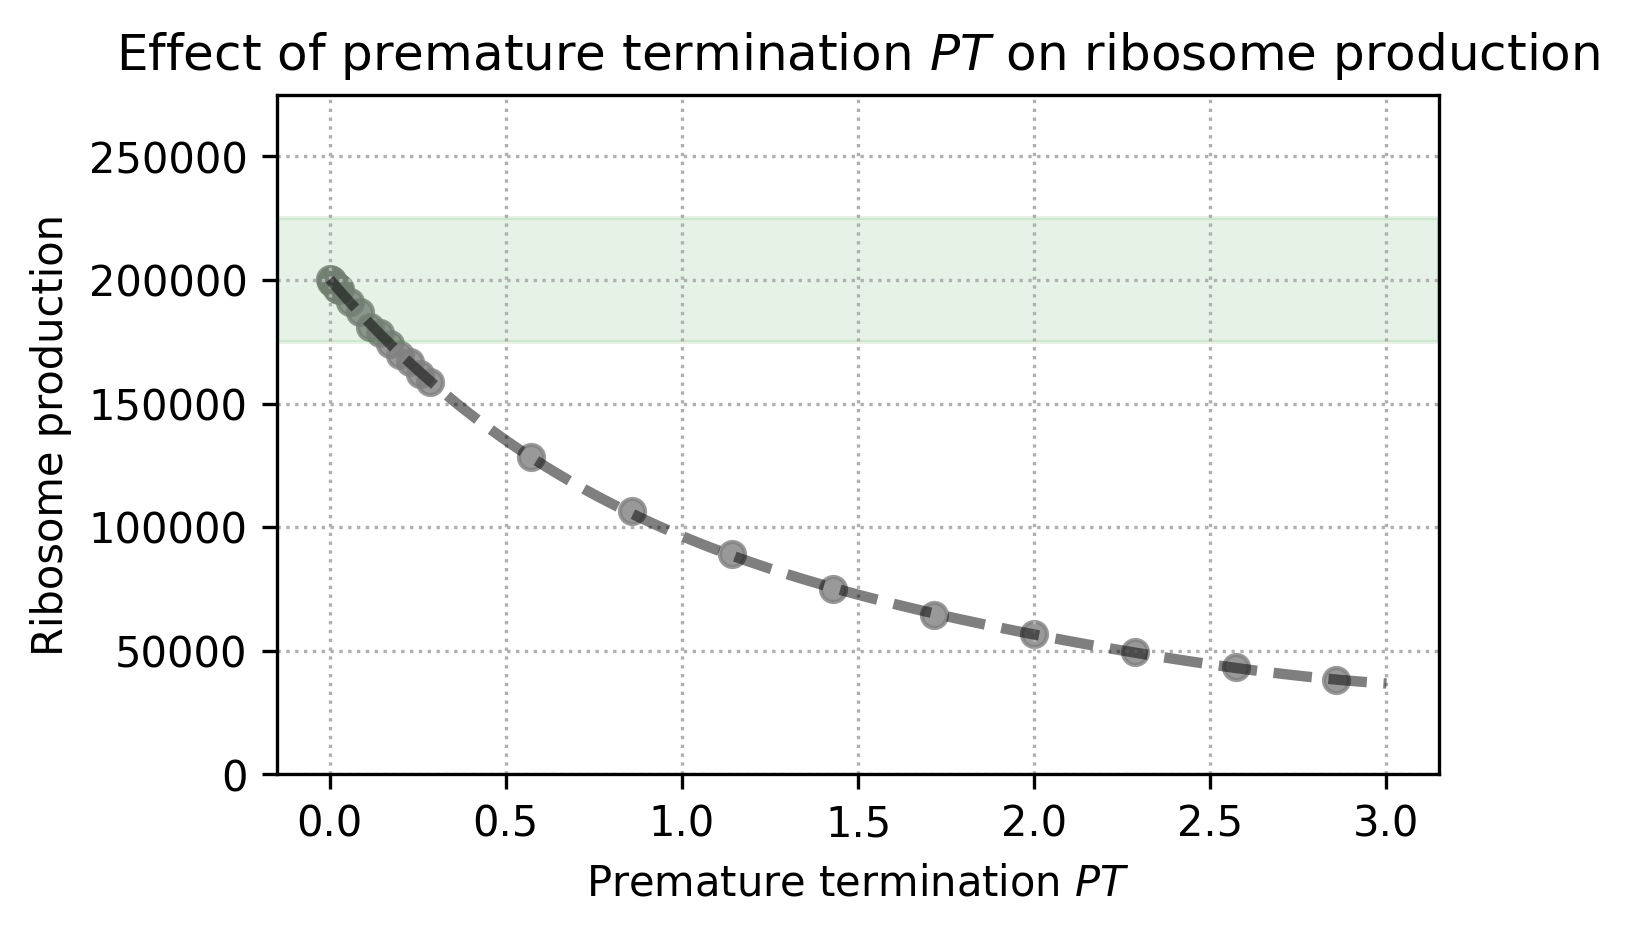 Effect of premature termination PT on ribosome production
250000
200000
150000
100000
50000
0
Ribosome production
0.0 0.5 1.0 1.5 2.0 2.5 3.0
Premature termination PT